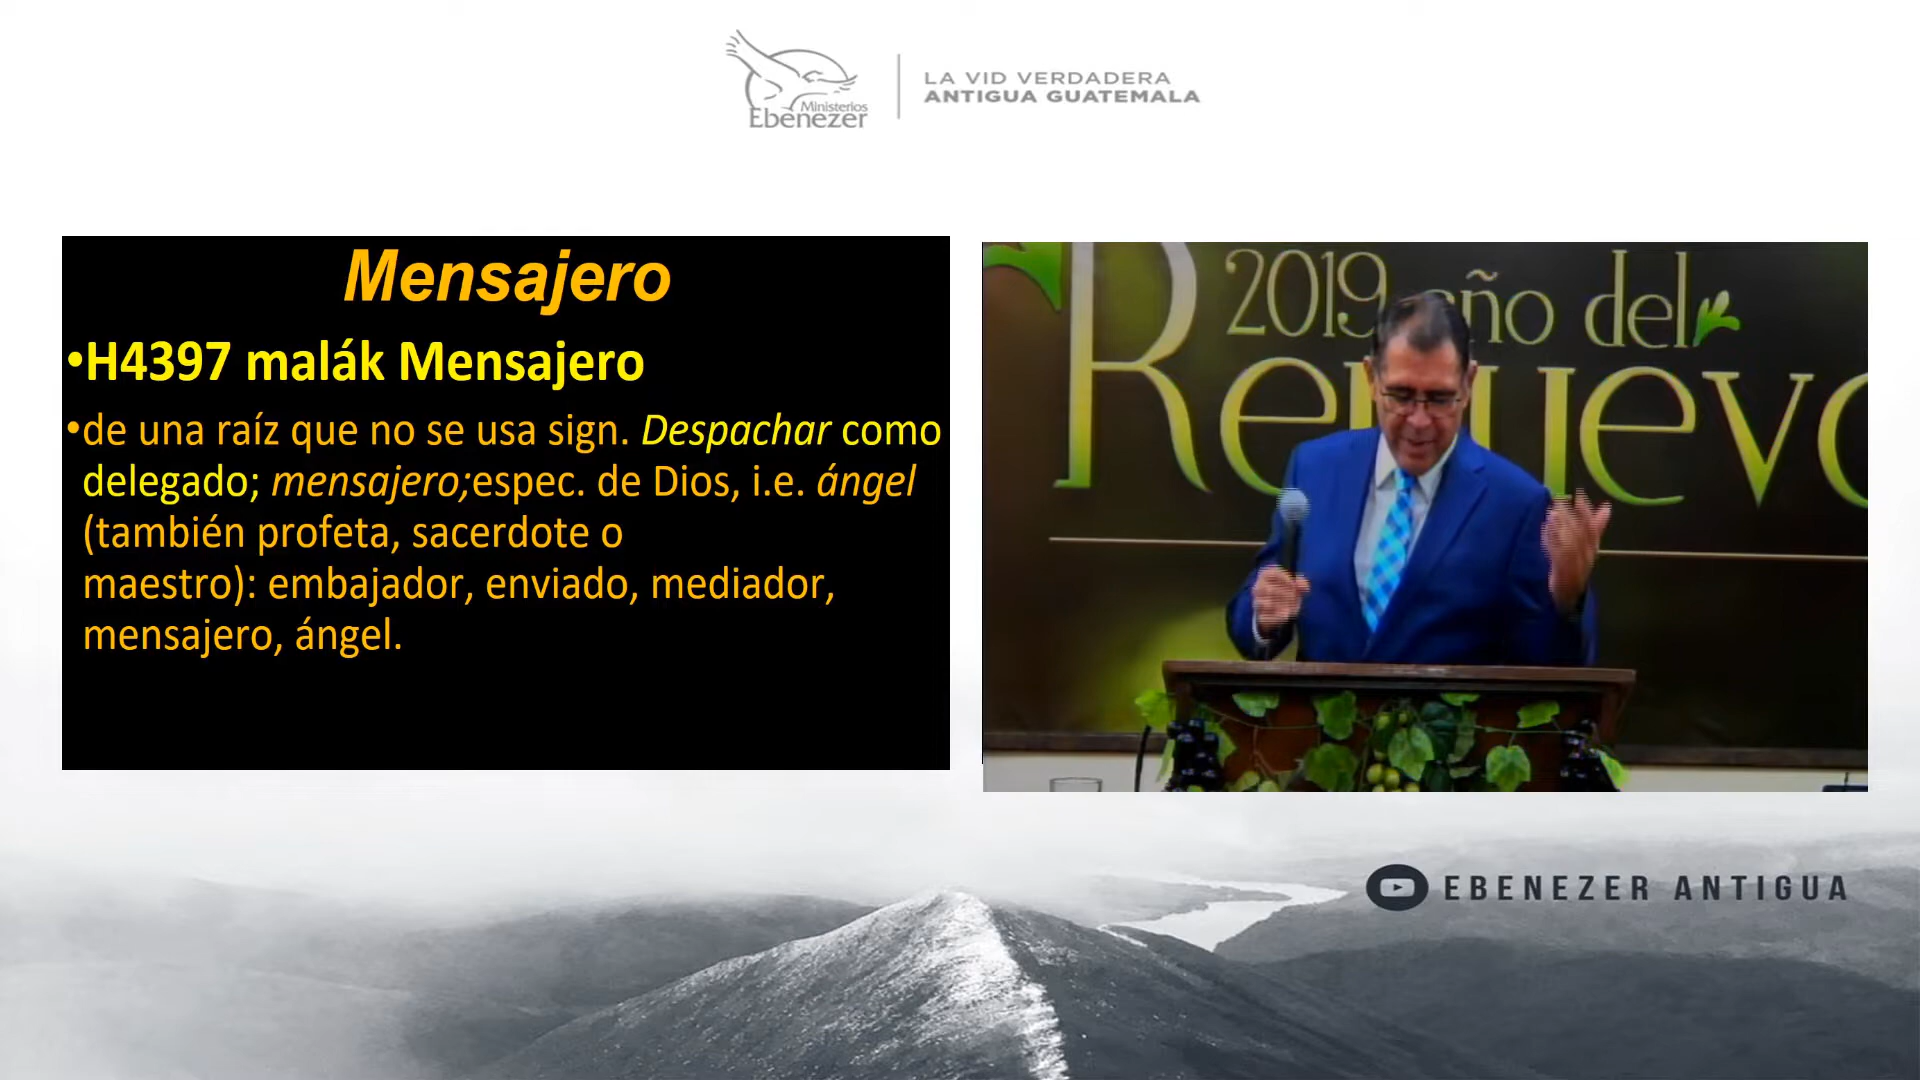 Ministerios
Ebenezer
LA VID VERDADERA
ANTIGUA GUATEMALA
Mensajero
•H4397 malák Mensajero
•de una raíz que no se usa sign. Despachar como
delegado; mensajero;espec. de Dios, i.e. ángel
(también profeta, sacerdote o
maestro): embajador, enviado, mediador,
mensajero, ángel.
2019 año del
Renuevo
EBENEZER ANTIGUA